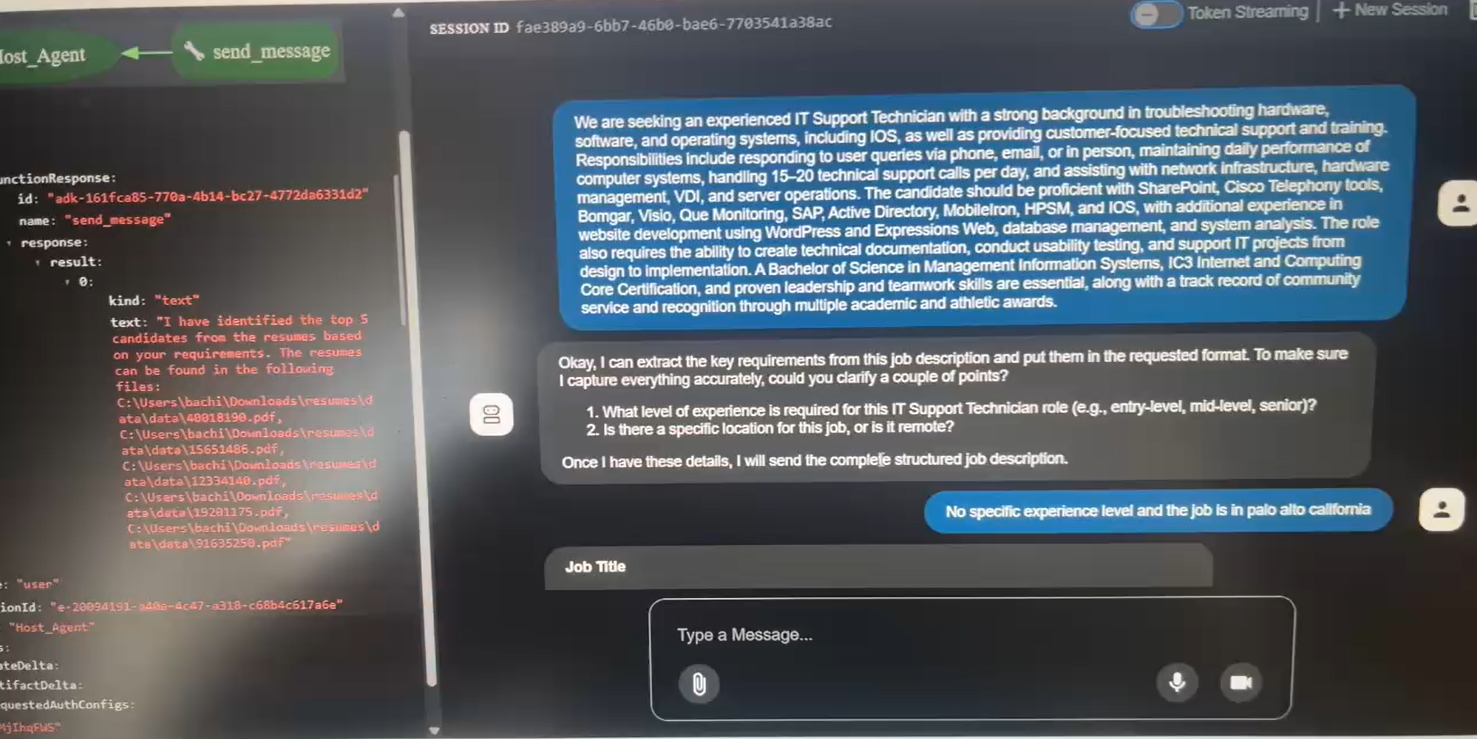 Host_Agent
send_message
functionResponse:
id: "adk-161fca85-770a-4b14-bc27-4772da6331d2"
name: "send_message"
response:
result:
0:
kind: "text"
text: "I have identified the top 5
candidates from the resumes based
on your requirements. The resumes
can be found in the following
files:
C:\Users\bachi\Downloads\resumes\d
ata\data\40018190.pdf,
C:\Users\bachi\Downloads\resumes\d
ata\data\15651486.pdf,
C:\Users\bachi\Downloads\resumes\d
ata\data\12334140.pdf,
C:\Users\bachi\Downloads\resumes\d
ata\data\19201175.pdf,
C:\Users\bachi\Downloads\resumes\d
ata\data\91635250.pdf"
e: "user"
ionId: "e-20094191-a40a-4c47-a318-c68b4c617a6e"
"Host_Agent"
s:
ateDelta:
tifactDelta:
questedAuthConfigs:
MjIhqFWS"
SESSION ID fae389a9-6bb7-46b0-bae6-7703541a38ac
Token Streaming
+ New Session
We are seeking an experienced IT Support Technician with a strong background in troubleshooting hardware,
software, and operating systems, including IOS, as well as providing customer-focused technical support and training.
Responsibilities include responding to user queries via phone, email, or in person, maintaining daily performance of
computer systems, handling 15–20 technical support calls per day, and assisting with network infrastructure, hardware
management, VDI, and server operations. The candidate should be proficient with SharePoint, Cisco Telephony tools,
Bomgar, Visio, Que Monitoring, SAP, Active Directory, MobileIron, HPSM, and IOS, with additional experience in
website development using WordPress and Expressions Web, database management, and system analysis. The role
also requires the ability to create technical documentation, conduct usability testing, and support IT projects from
design to implementation. A Bachelor of Science in Management Information Systems, IC3 Internet and Computing
Core Certification, and proven leadership and teamwork skills are essential, along with a track record of community
service and recognition through multiple academic and athletic awards.
Okay, I can extract the key requirements from this job description and put them in the requested format. To make sure
I capture everything accurately, could you clarify a couple of points?
1. What level of experience is required for this IT Support Technician role (e.g., entry-level, mid-level, senior)?
2. Is there a specific location for this job, or is it remote?
Once I have these details, I will send the complete structured job description.
No specific experience level and the job is in palo alto california
Job Title
Type a Message...